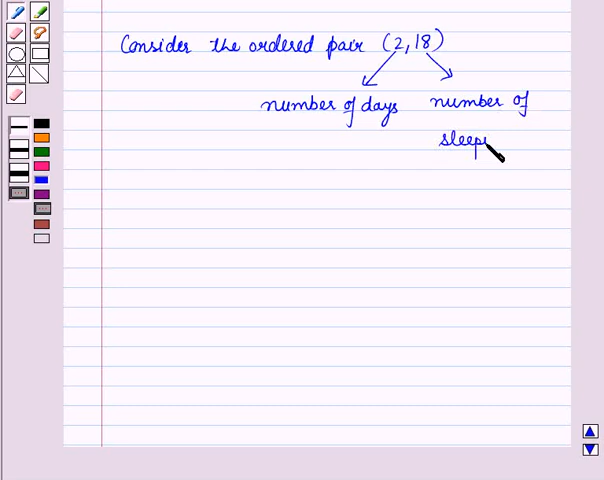 Consider the ordered pair (2,18)
number of days number of
sleep